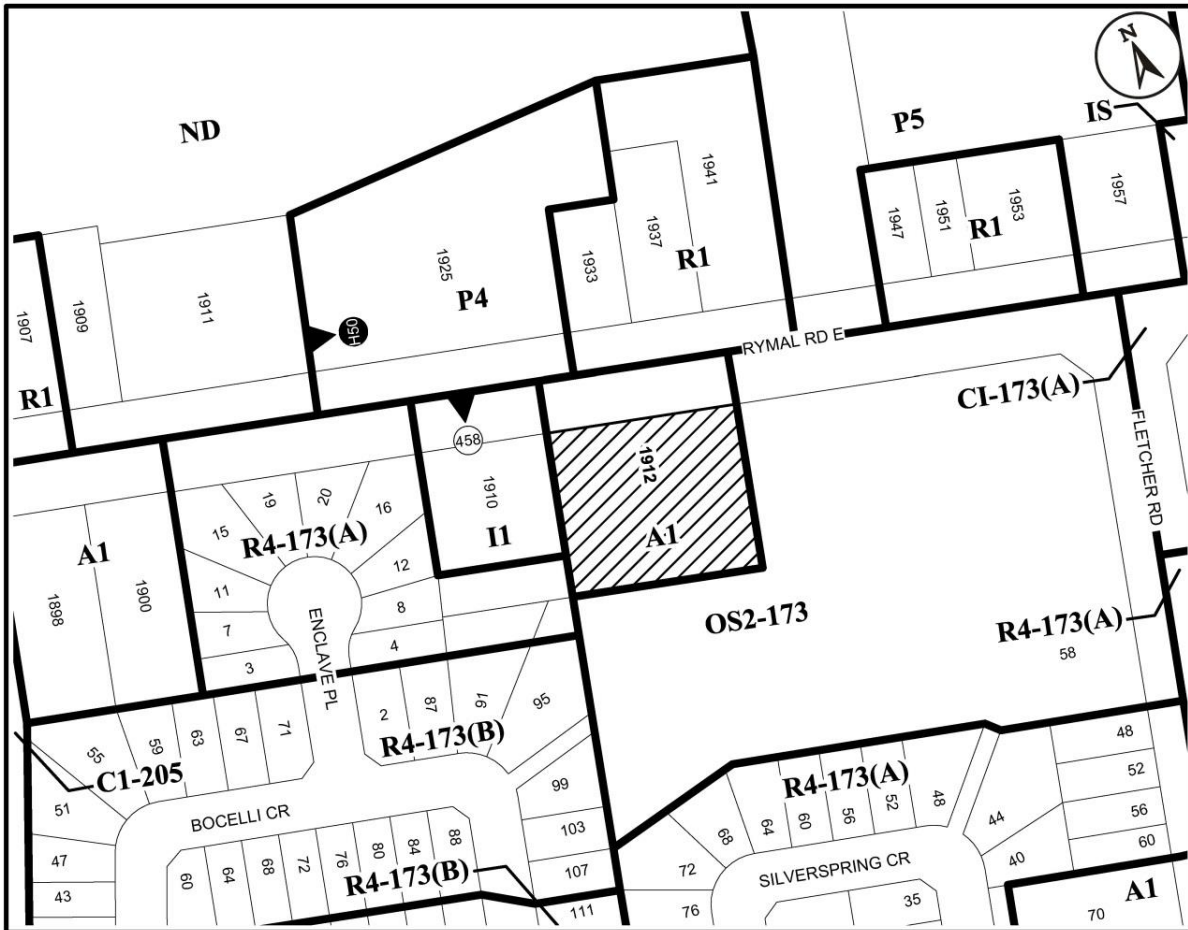 N
ND
P5
IS
1941
1957
1937
1953
1951
1947
R1
R1
1933
1925
P4
1911
1909
1907
H50
R1
RYMAL RD E
CI-173(A)
FLETCHER RD
458
1912
1910
I1
A1
19
20
16
15
R4-173(A)
A1
12
11
1900
1898
8
7
ENCLAVE PL
4
3
OS2-173
R4-173(A)
58
2
87
91
95
R4-173(B)
71
67
63
59
55
C1-205
51
99
48
R4-173(A)
52
BOCELLI CR
103
68
64
60
56
52
48
44
56
47
107
72
SILVERSPRING CR
40
60
43
60
64
68
72
76
80
84
88
R4-173(B)
111
76
35
A1
70